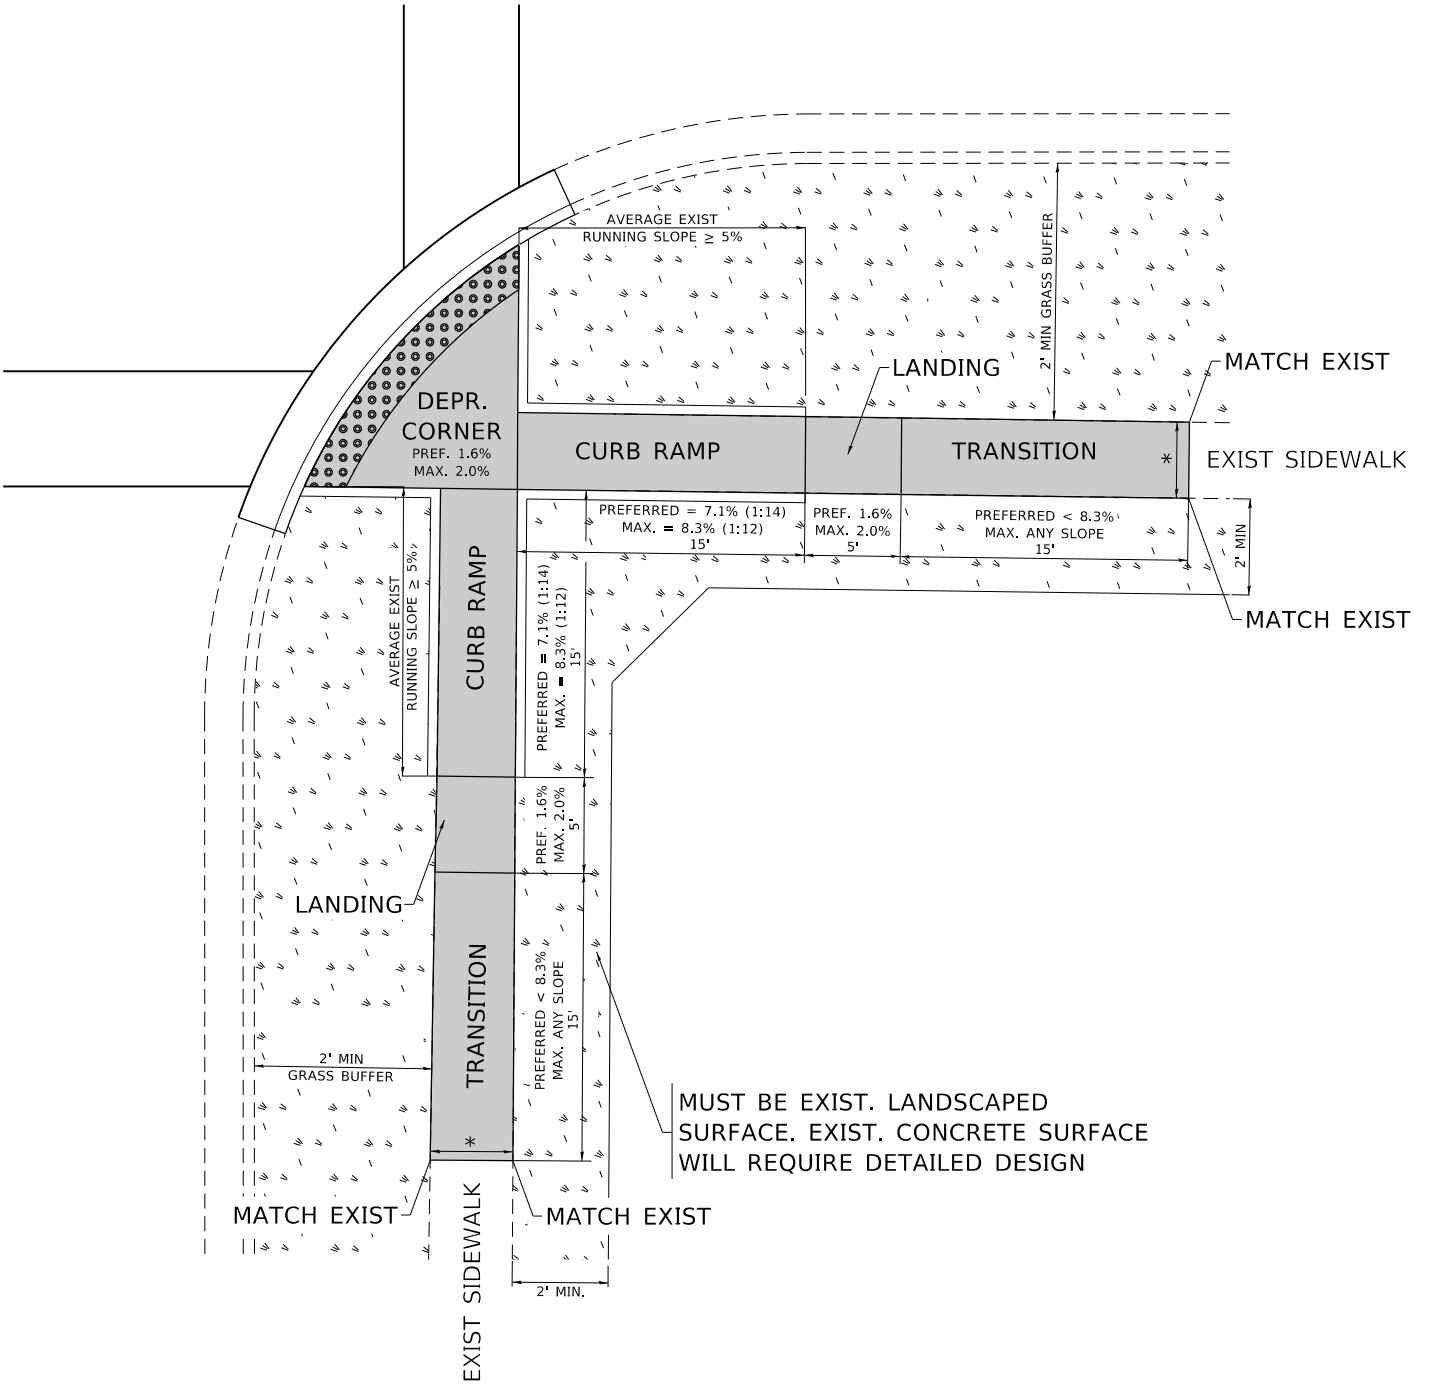 AVERAGE EXIST
RUNNING SLOPE ≥ 5%
2' MIN GRASS BUFFER
LANDING
MATCH EXIST
DEPR.
CORNER
PREF. 1.6%
MAX. 2.0%
CURB RAMP
TRANSITION
*
EXIST SIDEWALK
PREFERRED = 7.1% (1:14)
MAX. = 8.3% (1:12)
15'
PREF. 1.6%
MAX. 2.0%
5'
PREFERRED < 8.3%
MAX. ANY SLOPE
15'
2' MIN
MATCH EXIST
AVERAGE EXIST
RUNNING SLOPE ≥ 5%
CURB RAMP
PREFERRED = 7.1% (1:14)
MAX. = 8.3% (1:12)
15'
PREF. 1.6%
MAX. 2.0%
5'
LANDING
TRANSITION
PREFERRED < 8.3%
MAX. ANY SLOPE
15'
2' MIN
GRASS BUFFER
*
MUST BE EXIST. LANDSCAPED
SURFACE. EXIST. CONCRETE SURFACE
WILL REQUIRE DETAILED DESIGN
MATCH EXIST
MATCH EXIST
EXIST SIDEWALK
2' MIN.